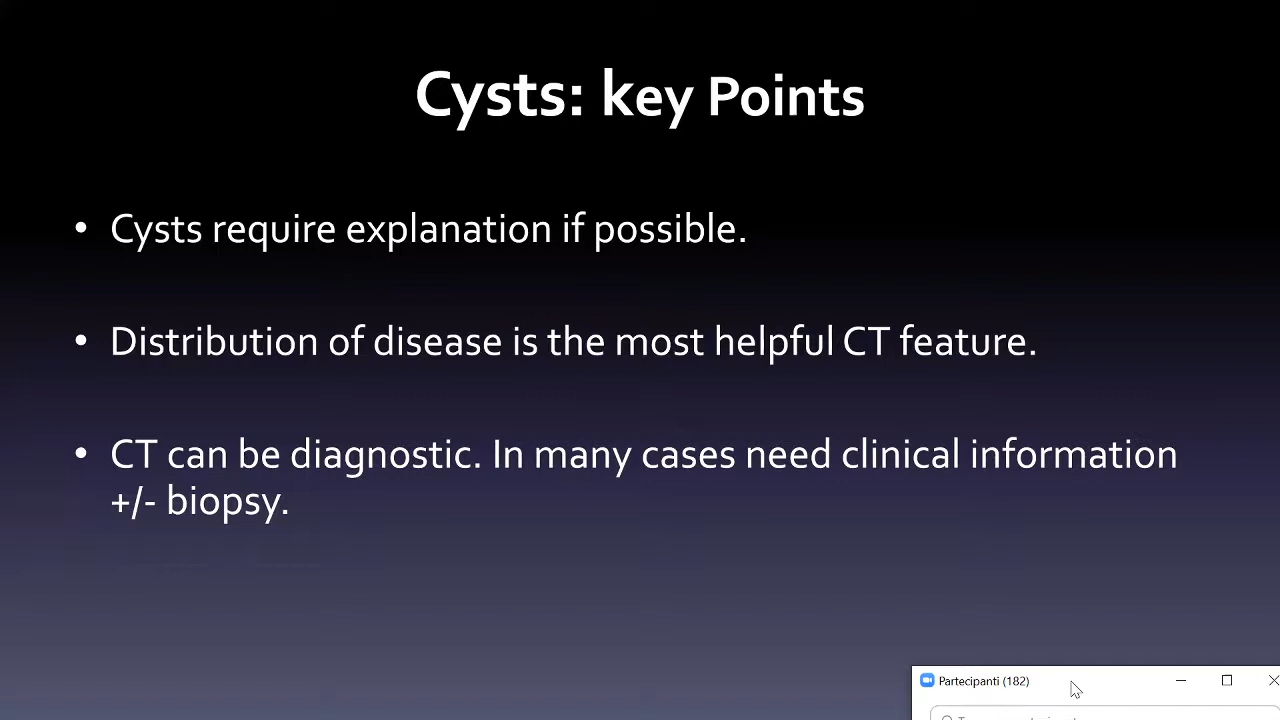 Cysts: key Points
• Cysts require explanation if possible.
• Distribution of disease is the most helpful CT feature.
• CT can be diagnostic. In many cases need clinical information
+/- biopsy.
Partecipanti (182)